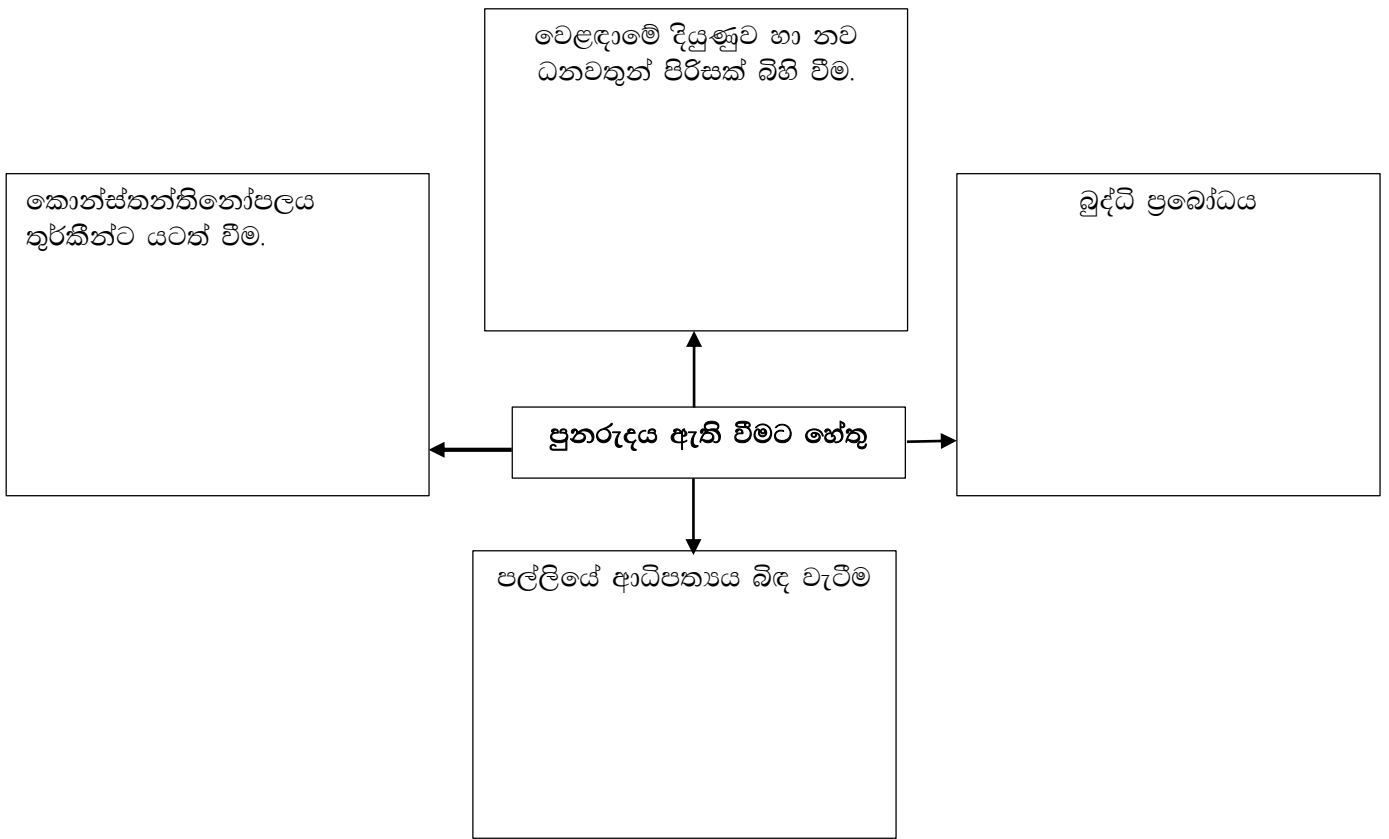 වෙළඳාමේ දියුණුව හා නව
ධනවතුන් පිරිසක් බිහි වීම.
කොන්ස්තන්තිනෝපලය
තුර්කීන්ට යටත් වීම.
බුද්ධි ප්‍රබෝධය
පුනරුදය ඇති වීමට හේතු
පල්ලියේ ආධිපත්‍යය බිඳ වැටීම